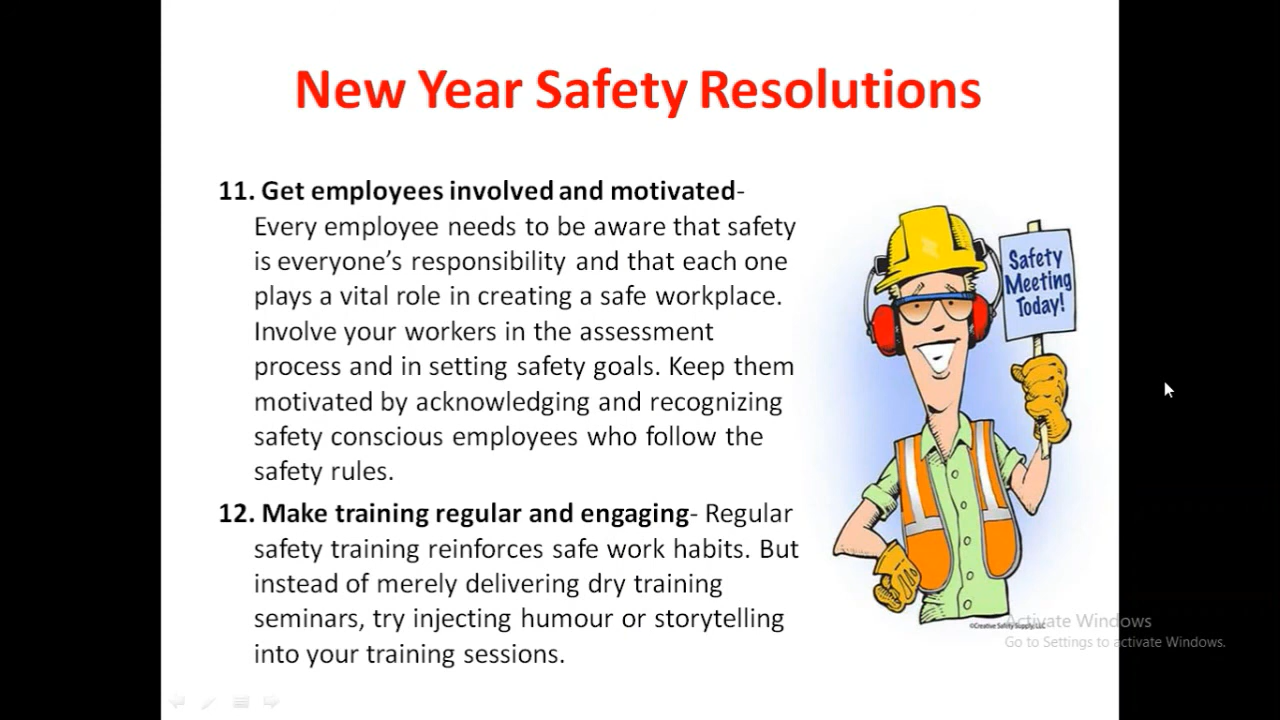 New Year Safety Resolutions
11. Get employees involved and motivated-
Every employee needs to be aware that safety
is everyone’s responsibility and that each one
plays a vital role in creating a safe workplace.
Involve your workers in the assessment
process and in setting safety goals. Keep them
motivated by acknowledging and recognizing
safety conscious employees who follow the
safety rules.
12. Make training regular and engaging- Regular
safety training reinforces safe work habits. But
instead of merely delivering dry training
seminars, try injecting humour or storytelling
into your training sessions.
Safety
Meeting
Today!
©Creative Safety Supply, LLC
Activate Windows
Go to Settings to activate Windows.